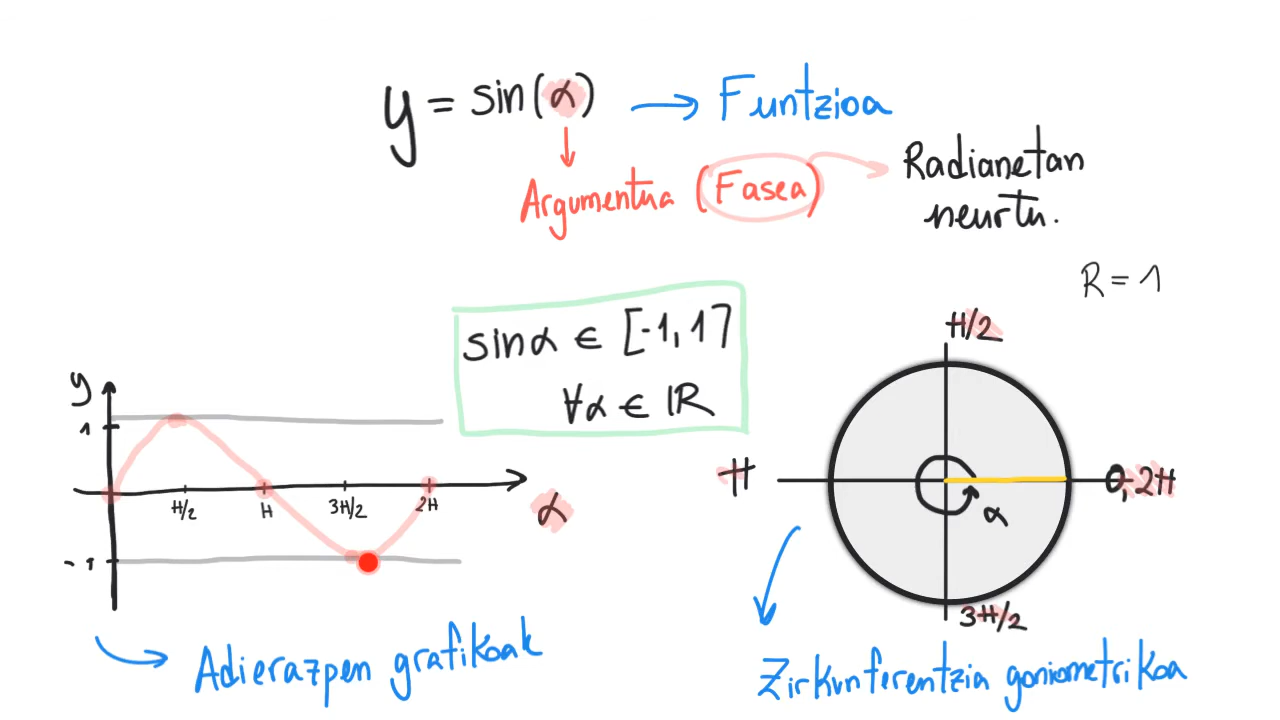 y = sin(α) → Funtzioa
Argumentua (Fasea)
Radianetan
neurtu.
R = 1
sinα ∈ [-1, 1]
∀α ∈ ℝ
y
1
-1
π/2
π
3π/2
2π
α
π/2
π
0, 2π
α
3π/2
Adierazpen grafikoak
Zirkunferentzia goniometrikoa